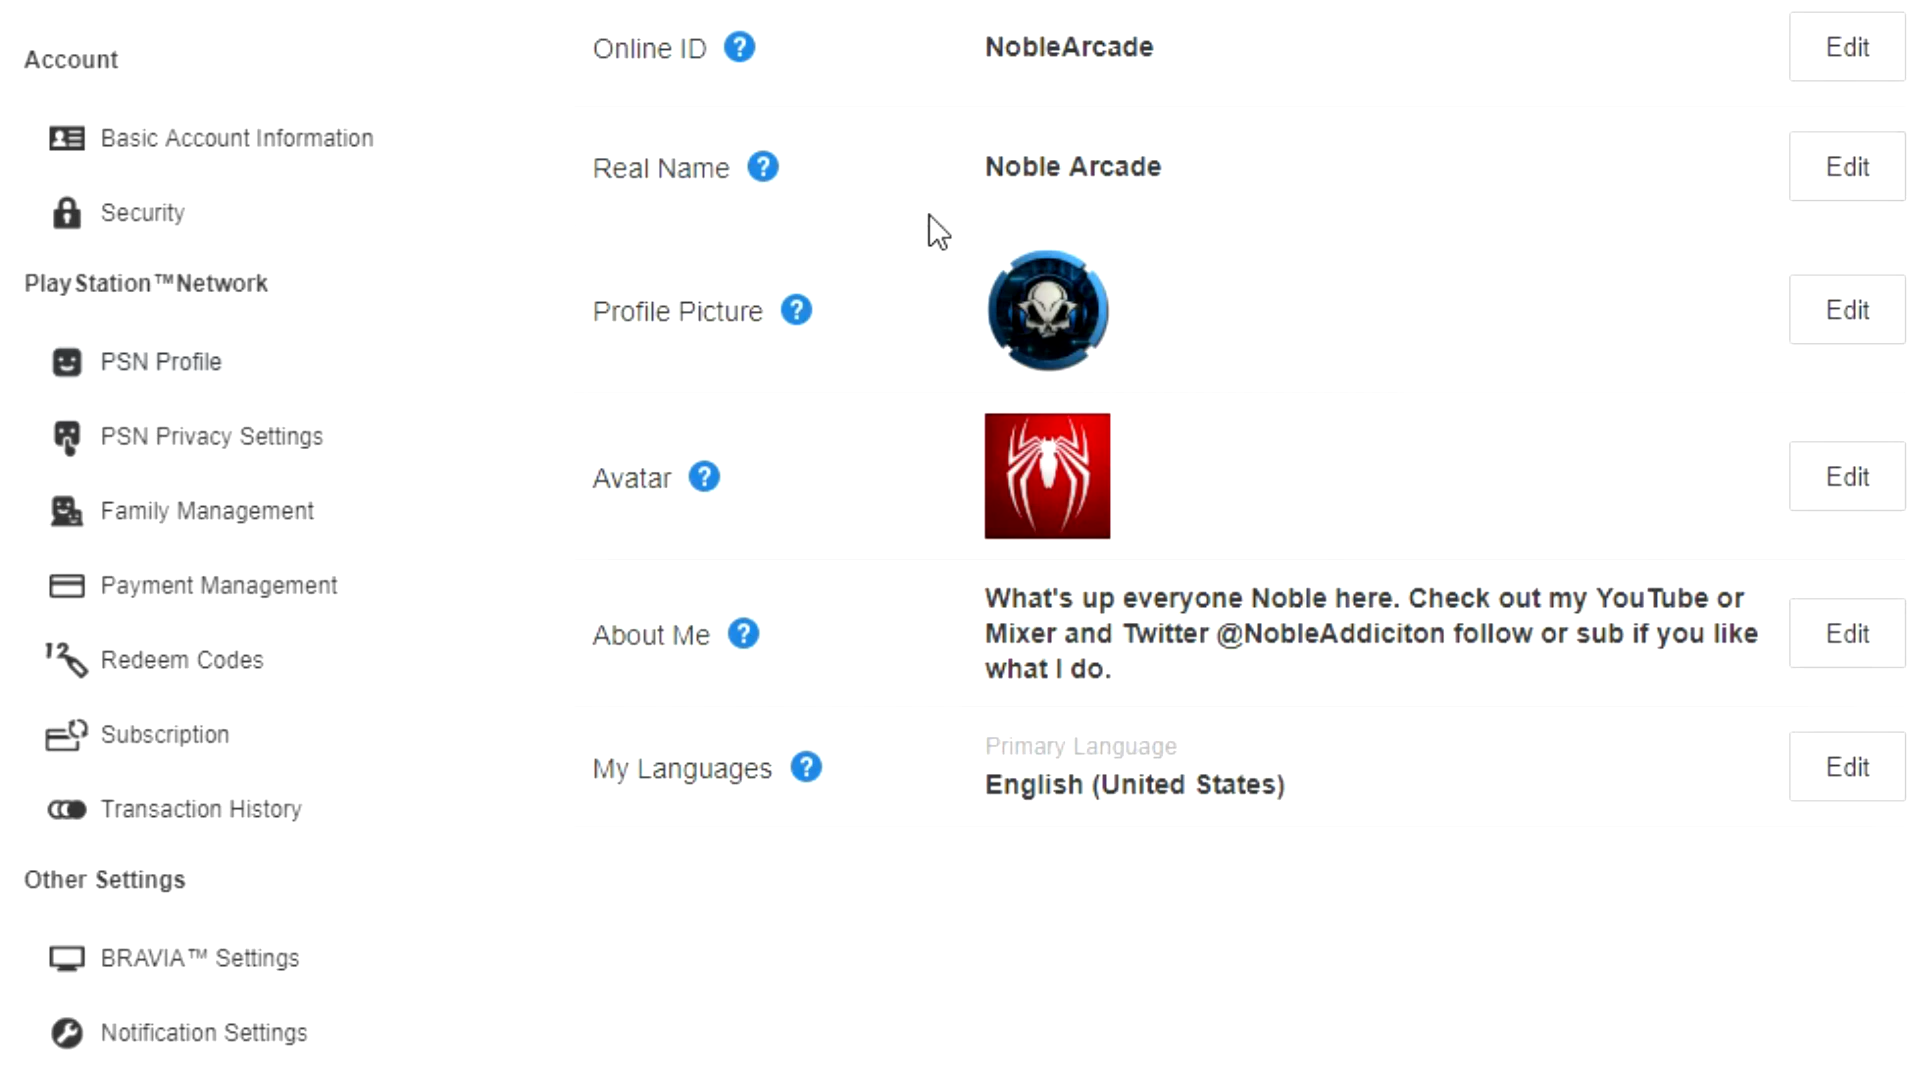 Account
Basic Account Information
Security
PlayStation™Network
PSN Profile
PSN Privacy Settings
Family Management
Payment Management
12
Redeem Codes
Subscription
Transaction History
Other Settings
BRAVIA™ Settings
Notification Settings
Online ID ? NobleArcade Edit
Real Name ? Noble Arcade Edit
Profile Picture ? Edit
Avatar ? Edit
About Me ? Edit
What's up everyone Noble here. Check out my YouTube or
Mixer and Twitter @NobleAddiciton follow or sub if you like
what I do.
My Languages ? Edit
Primary Language
English (United States)